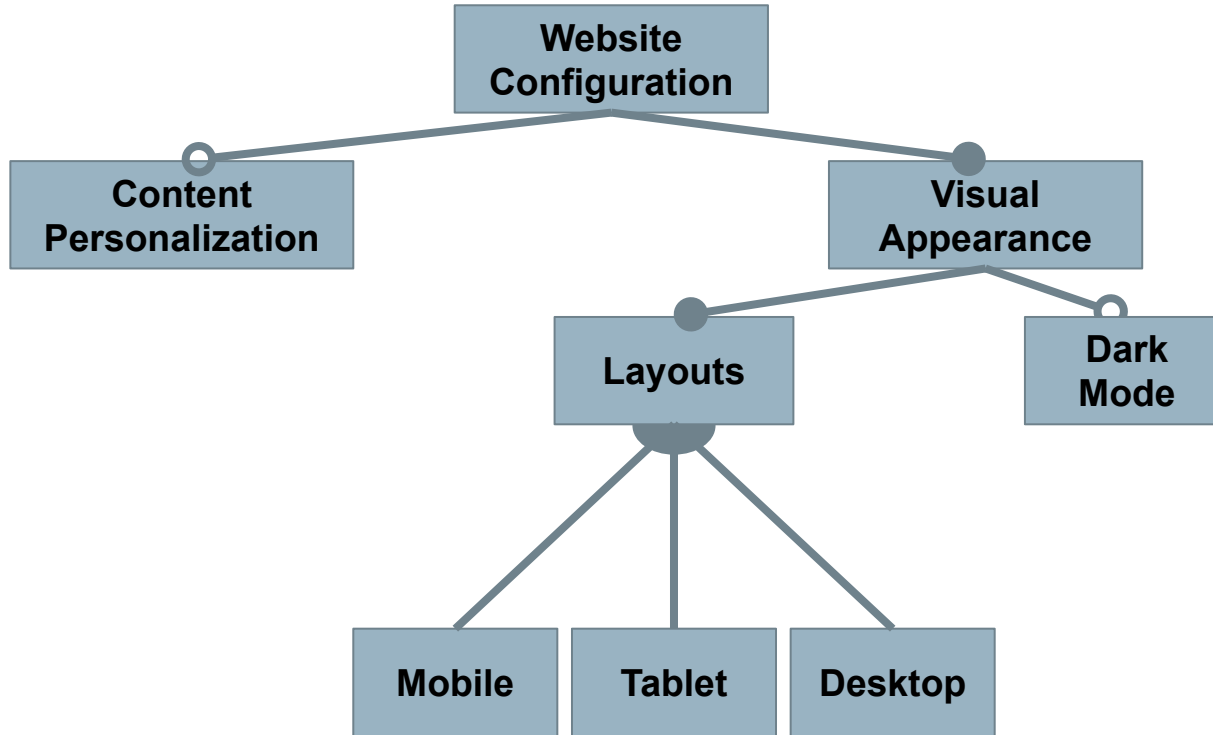 Website
Configuration
Content
Personalization
Visual
Appearance
Layouts
Dark
Mode
Mobile
Tablet
Desktop